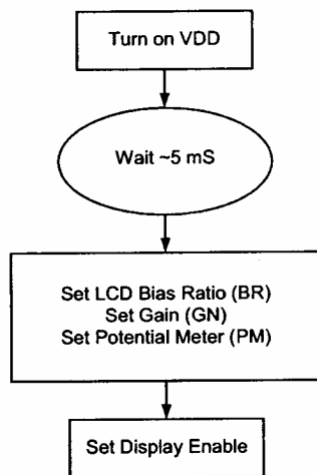 Turn on VDD
Wait ~5 mS
Set LCD Bias Ratio (BR)
Set Gain (GN)
Set Potential Meter (PM)
Set Display Enable